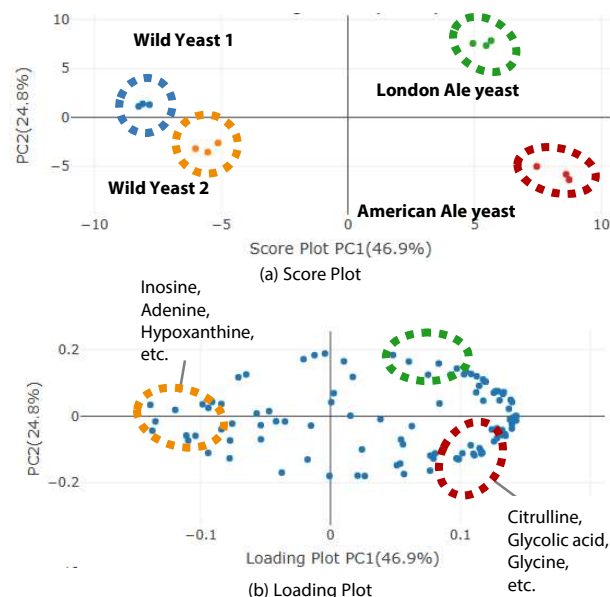 10
5
0
−5
PC2(24.8%)
Wild Yeast 1
Wild Yeast 2
London Ale yeast
American Ale yeast
−10
−5
0
5
10
Score Plot PC1(46.9%)
(a) Score Plot
Inosine,
Adenine,
Hypoxanthine,
etc.
0.2
0
−0.2
PC2(24.8%)
−0.1
0
0.1
Loading Plot PC1(46.9%)
(b) Loading Plot
Citrulline,
Glycolic acid,
Glycine,
etc.